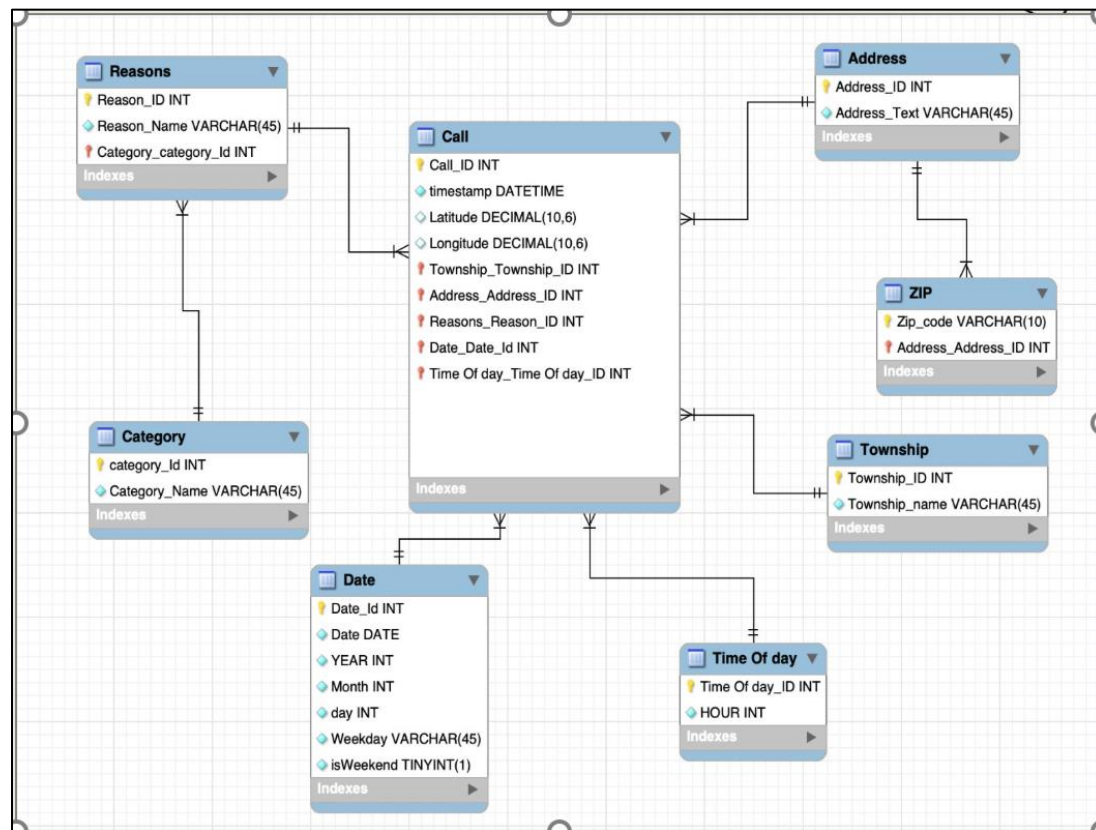 Reasons
Reason_ID INT
Reason_Name VARCHAR(45)
Category_category_Id INT
Indexes
Call
Call_ID INT
timestamp DATETIME
Latitude DECIMAL(10,6)
Longitude DECIMAL(10,6)
Township_Township_ID INT
Address_Address_ID INT
Reasons_Reason_ID INT
Date_Date_Id INT
Time Of day_Time Of day_ID INT
Indexes
Address
Address_ID INT
Address_Text VARCHAR(45)
Indexes
ZIP
Zip_code VARCHAR(10)
Address_Address_ID INT
Indexes
Category
category_Id INT
Category_Name VARCHAR(45)
Indexes
Township
Township_ID INT
Township_name VARCHAR(45)
Indexes
Date
Date_Id INT
Date DATE
YEAR INT
Month INT
day INT
Weekday VARCHAR(45)
isWeekend TINYINT(1)
Indexes
Time Of day
Time Of day_ID INT
HOUR INT
Indexes